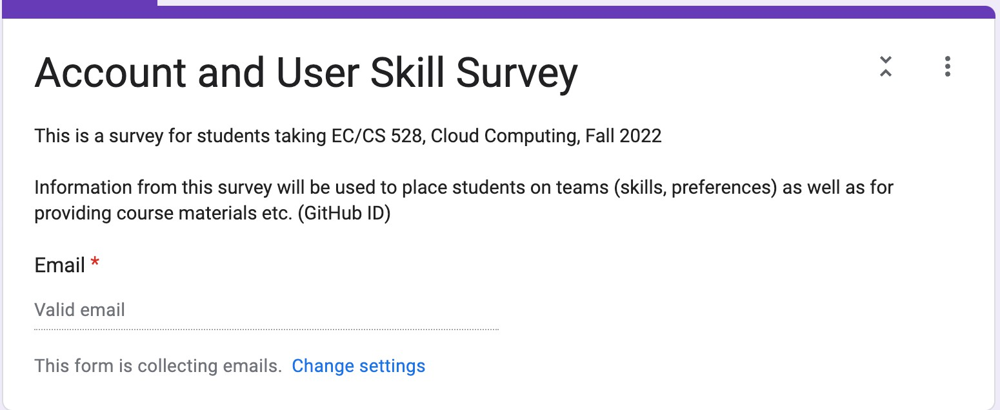 Account and User Skill Survey
This is a survey for students taking EC/CS 528, Cloud Computing, Fall 2022
Information from this survey will be used to place students on teams (skills, preferences) as well as for
providing course materials etc. (GitHub ID)
Email *
Valid email
This form is collecting emails. Change settings